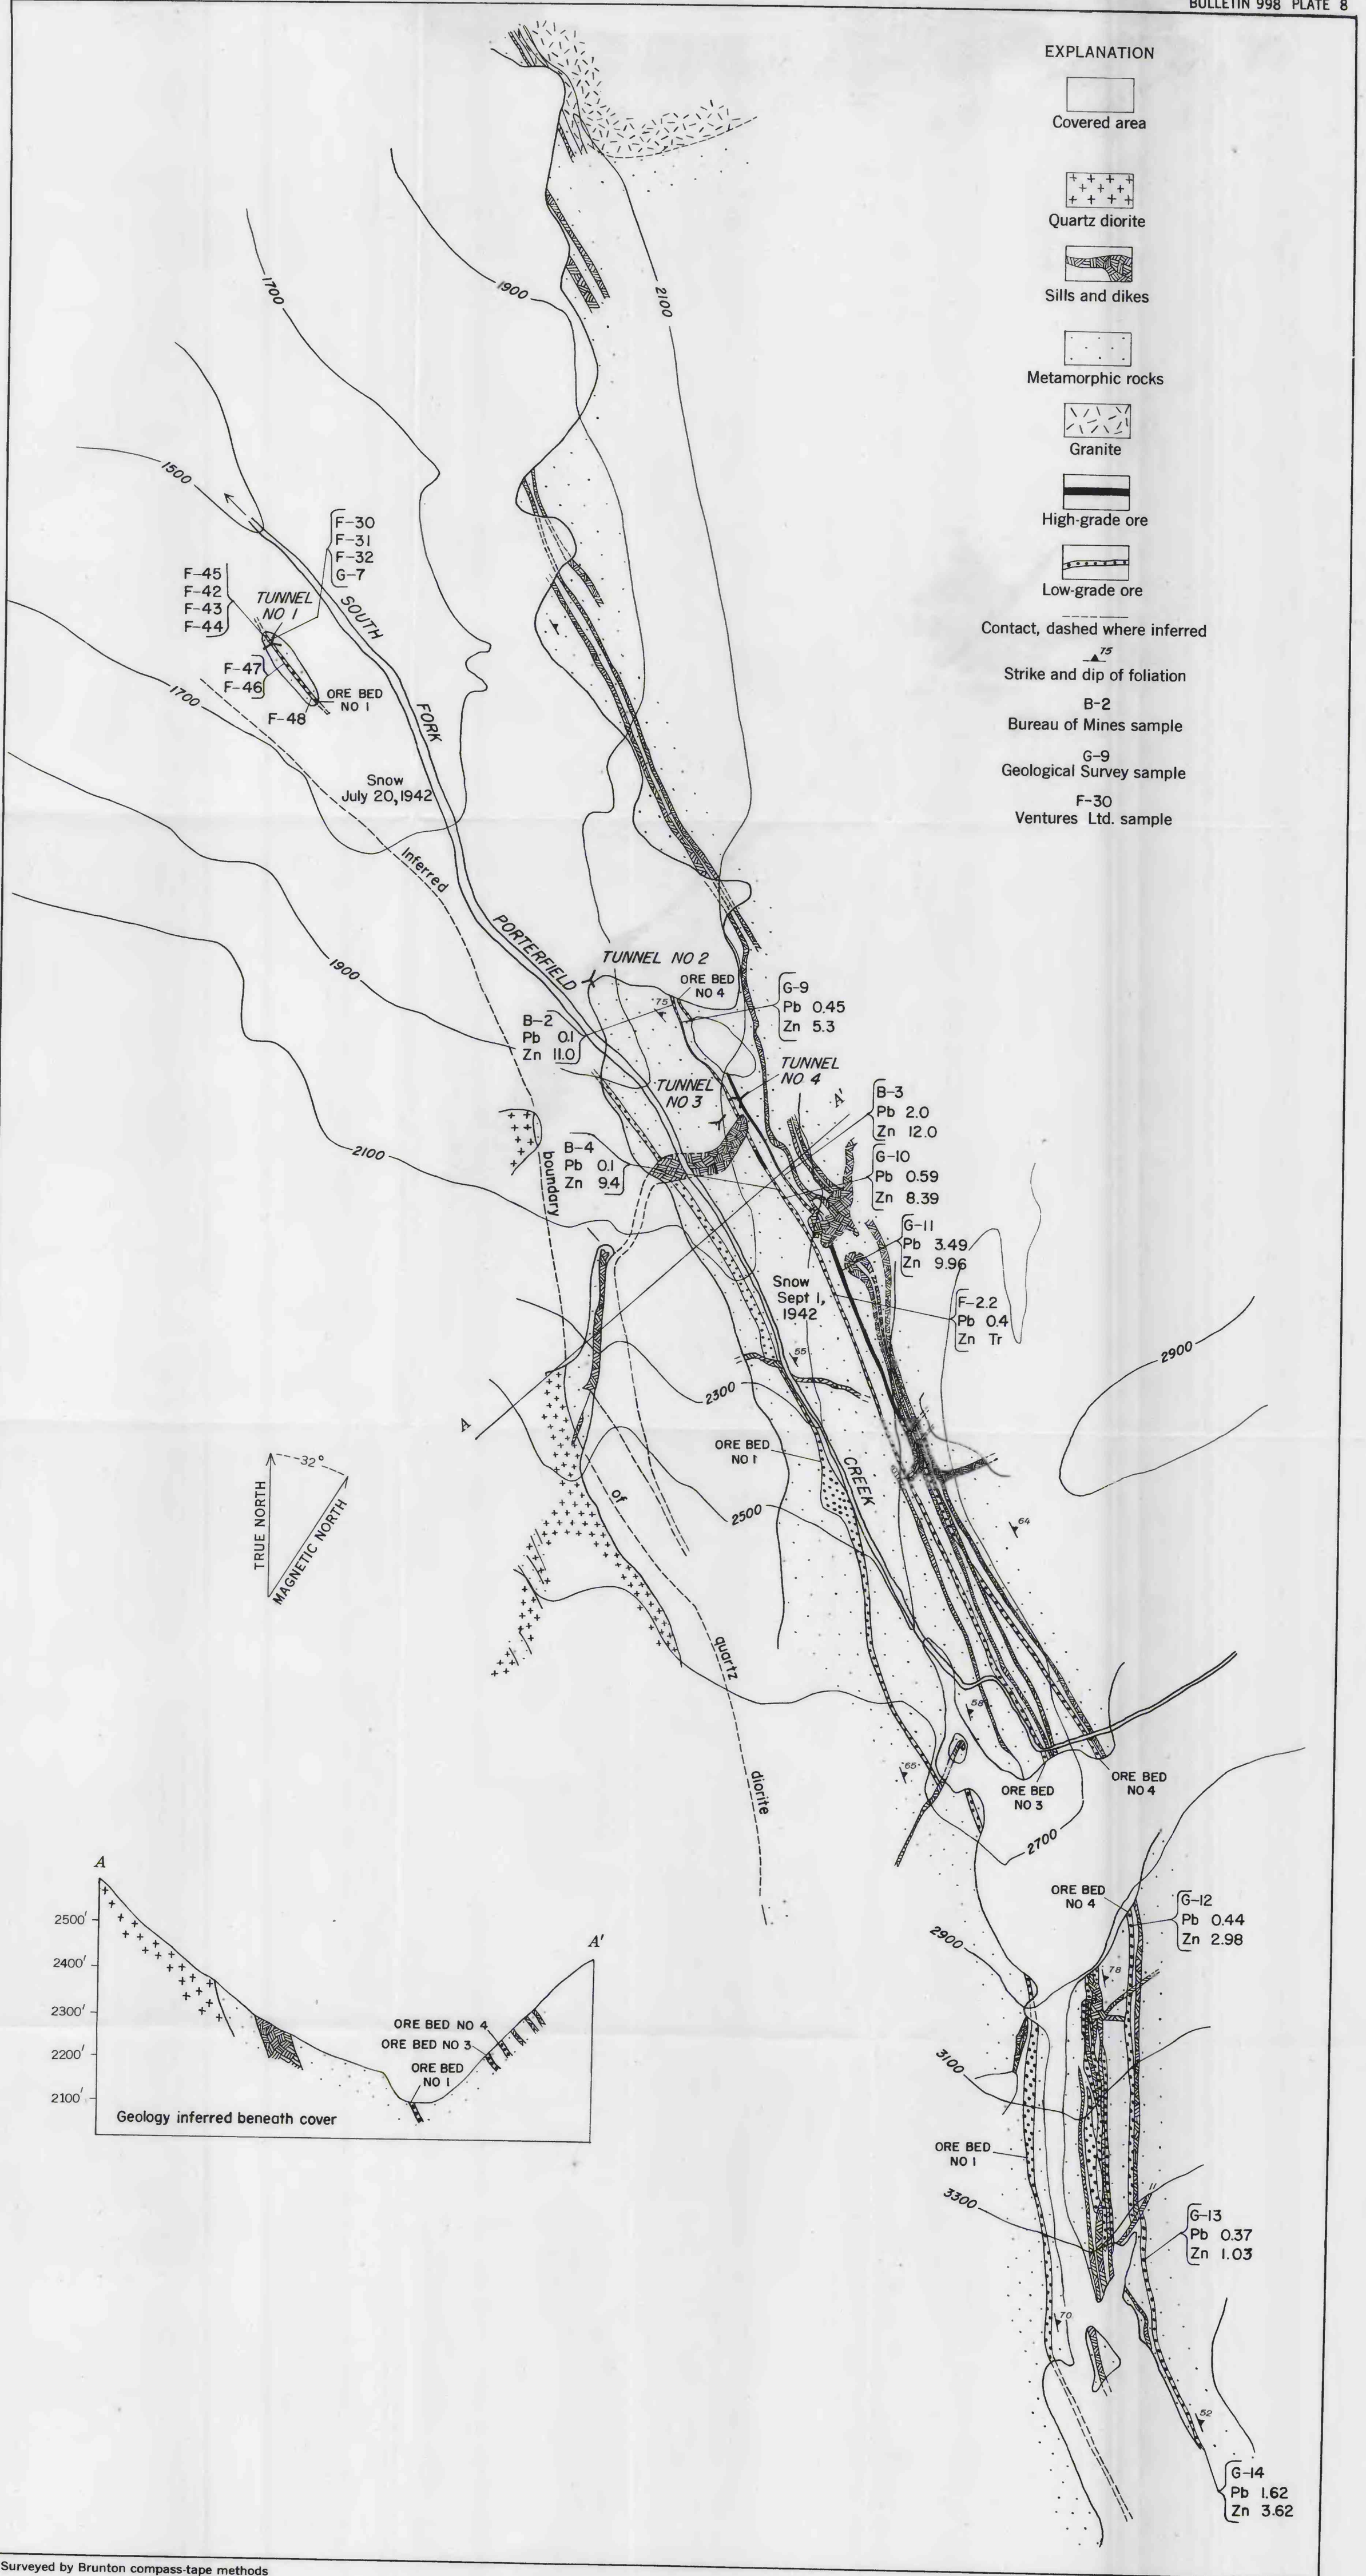 BULLETIN 998 PLATE 8
EXPLANATION
Covered area
Quartz diorite
Sills and dikes
Metamorphic rocks
Granite
High-grade ore
Low-grade ore
Contact, dashed where inferred
75
Strike and dip of foliation
B-2
Bureau of Mines sample
G-9
Geological Survey sample
F-30
Ventures Ltd. sample
1700
1900
2100
1500
F-30
F-31
F-32
G-7
F-45
F-42
F-43
F-44
TUNNEL
NO 1
SOUTH
FORK
F-47
F-46
ORE BED
NO 1
F-48
1700
Snow
July 20, 1942
Inferred
PORTERFIELD
1900
TUNNEL NO 2
ORE BED
NO 4
75
G-9
Pb 0.45
Zn 5.3
B-2
Pb 0.1
Zn 11.0
TUNNEL
NO 4
TUNNEL
NO 3
A'
B-3
Pb 2.0
Zn 12.0
2100
boundary
B-4
Pb 0.1
Zn 9.4
G-10
Pb 0.59
Zn 8.39
G-11
Pb 3.49
Zn 9.96
Snow
Sept 1,
1942
F-2.2
Pb 0.4
Zn Tr
55
2900
2300
A
ORE BED
NO 1
CREEK
32°
TRUE NORTH
MAGNETIC NORTH
of
2500
64
quartz
58
65
diorite
ORE BED
NO 3
ORE BED
NO 4
2700
A
A'
2500'
2400'
2300'
2200'
2100'
ORE BED NO 4
ORE BED NO 3
ORE BED
NO 1
Geology inferred beneath cover
ORE BED
NO 4
G-12
Pb 0.44
Zn 2.98
2900
78
3100
ORE BED
NO 1
3300
G-13
Pb 0.37
Zn 1.03
70
52
G-14
Pb 1.62
Zn 3.62
Surveyed by Brunton compass-tape methods